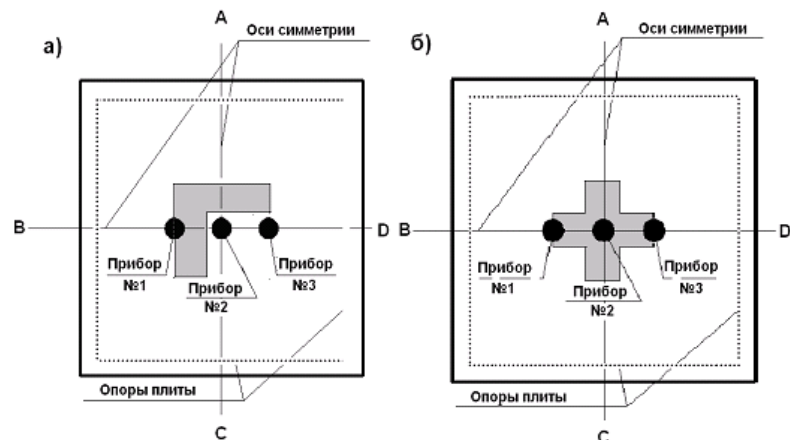 а)
A
Оси симметрии
B
D
Прибор №1
Прибор №2
Прибор №3
Опоры плиты
C
б)
A
Оси симметрии
B
D
Прибор №1
Прибор №2
Прибор №3
Опоры плиты
C